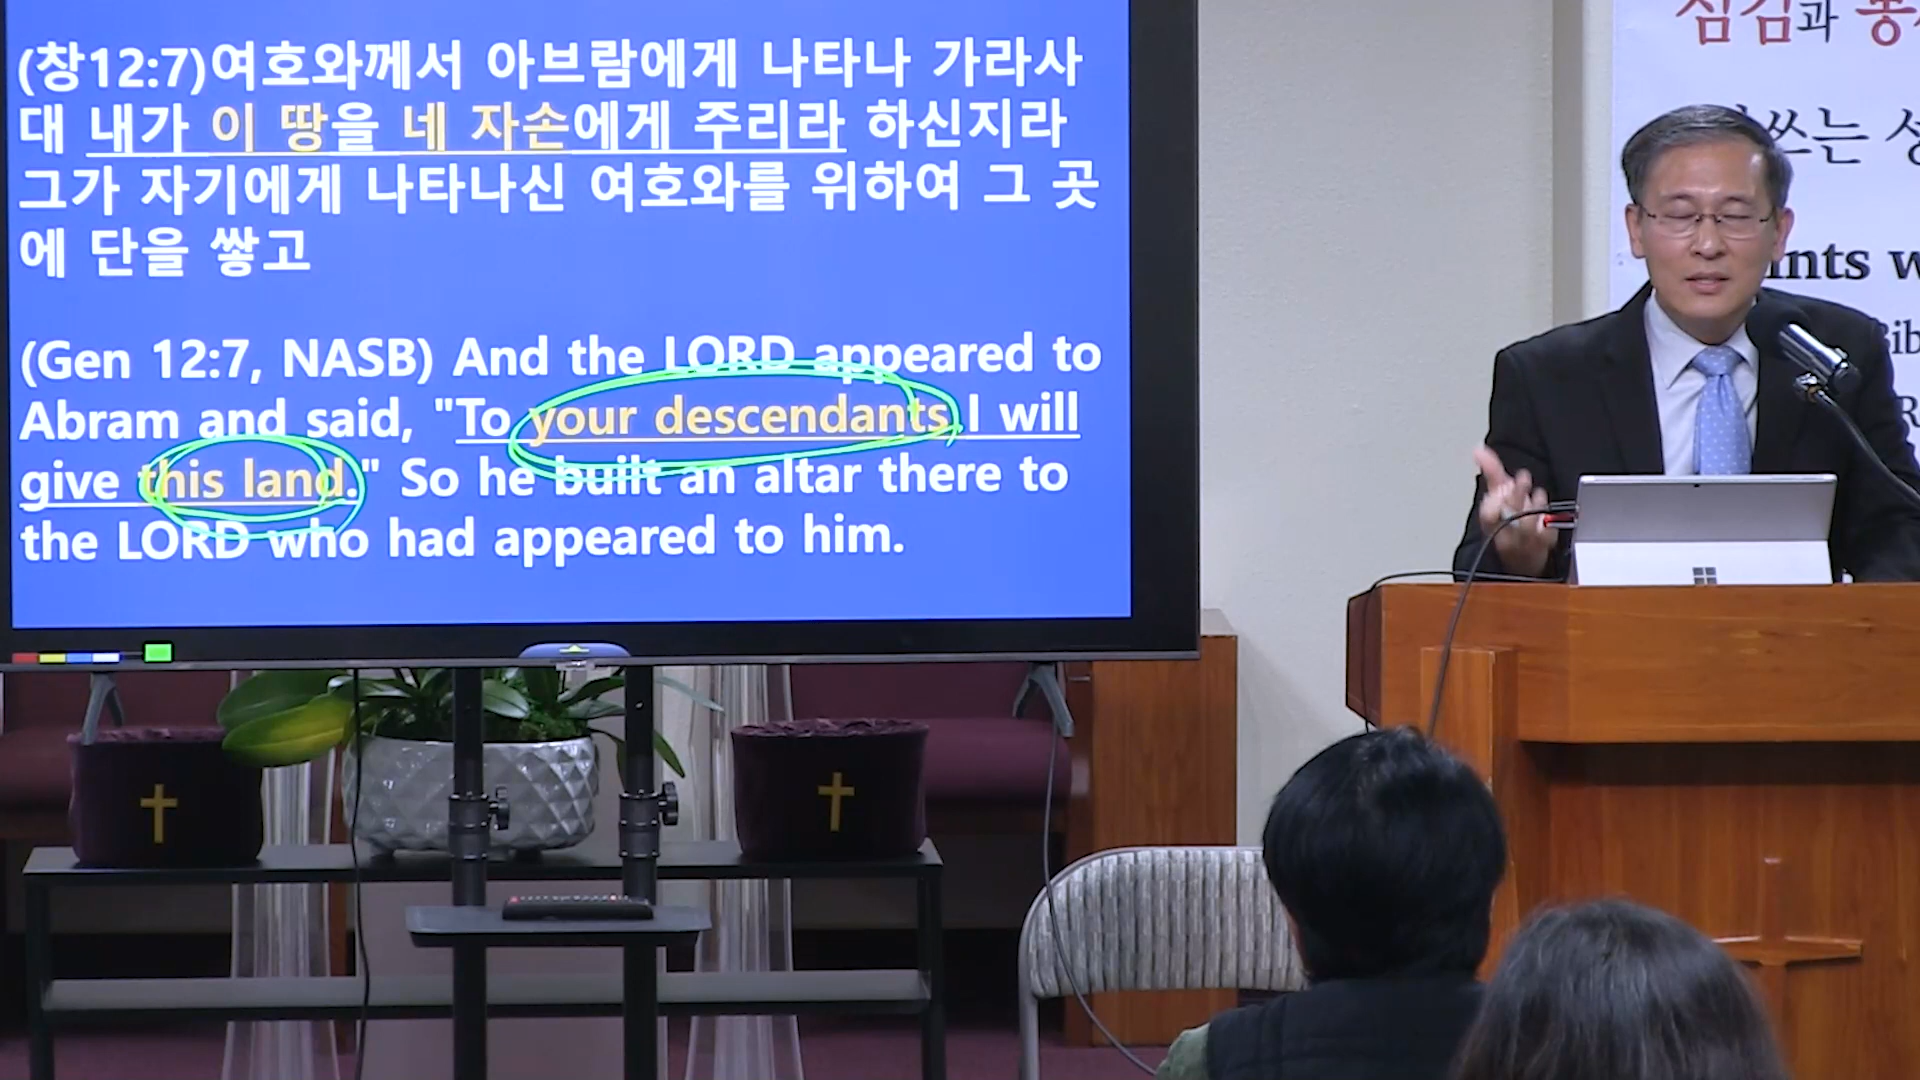 (창12:7)여호와께서 아브람에게 나타나 가라사
대 내가 이 땅을 네 자손에게 주리라 하신지라
그가 자기에게 나타나신 여호와를 위하여 그 곳
에 단을 쌓고
(Gen 12:7, NASB) And the LORD appeared to
Abram and said, "To your descendants I will
give this land." So he built an altar there to
the LORD who had appeared to him.
섬김과
쓰는